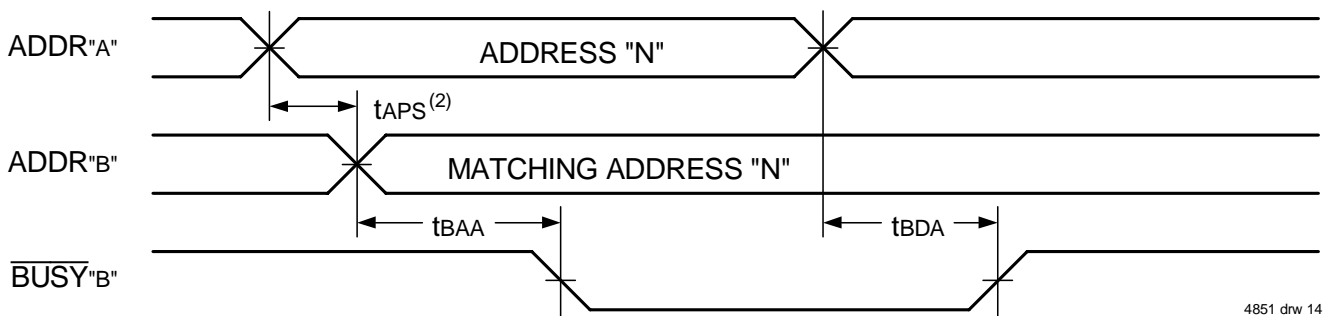 ADDR"A"
ADDRESS "N"
tAPS(2)
ADDR"B"
MATCHING ADDRESS "N"
tBAA
tBDA
BUSY"B"
4851 drw 14